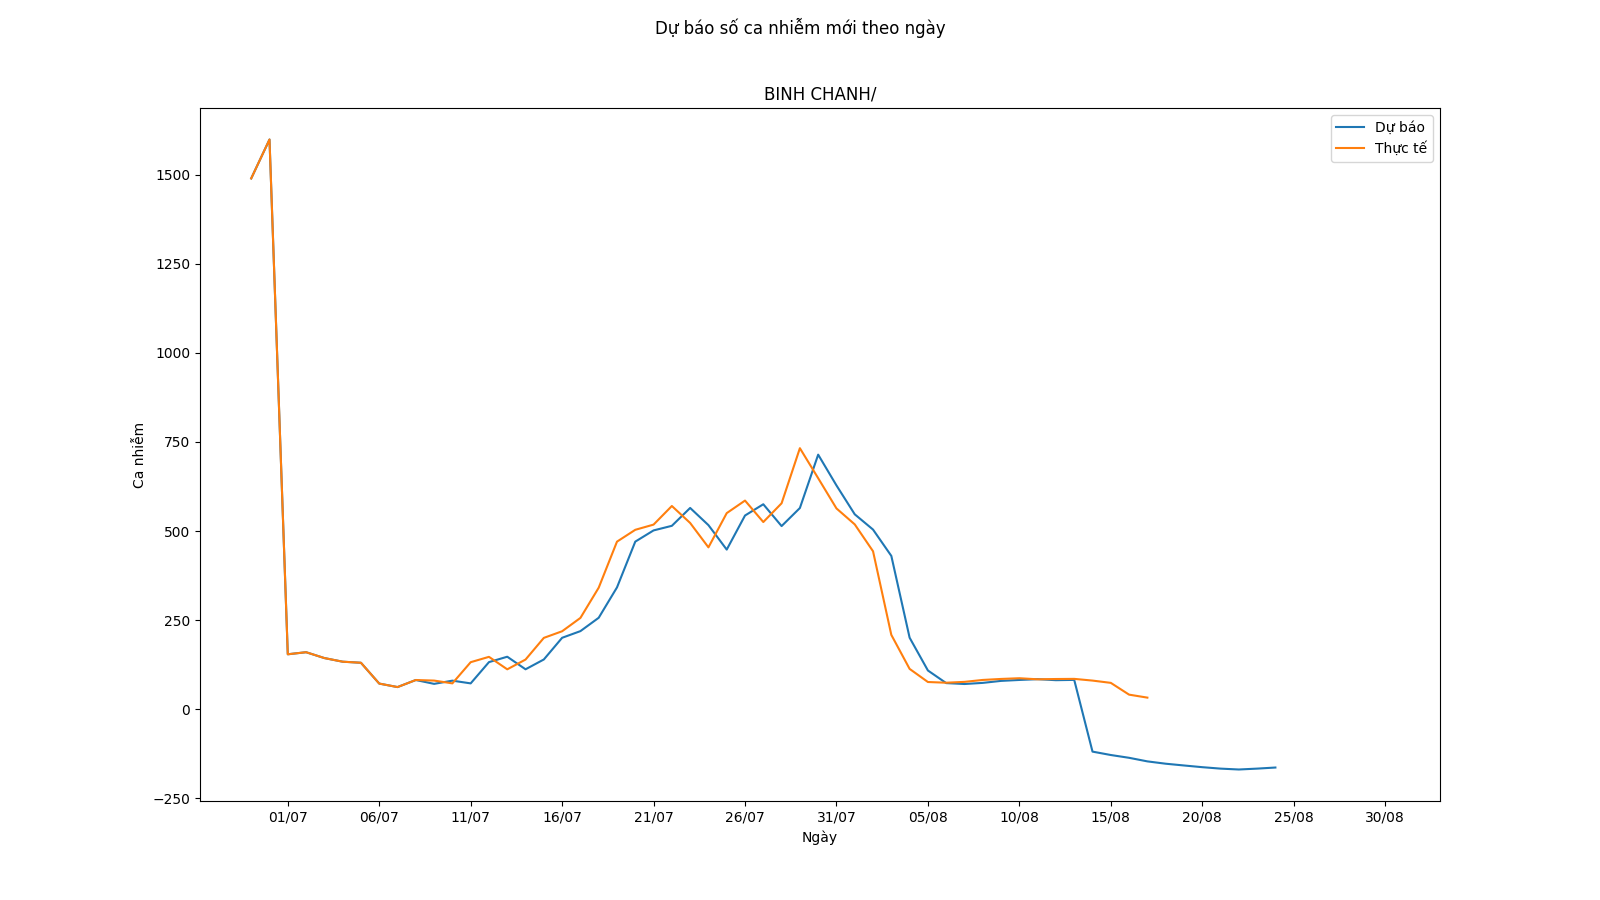 Dự báo số ca nhiễm mới theo ngày
BINH CHANH/
Dự báo
Thực tế
1500
1250
1000
750
500
250
0
−250
Ca nhiễm
01/07 06/07 11/07 16/07 21/07 26/07 31/07 05/08 10/08 15/08 20/08 25/08 30/08
Ngày